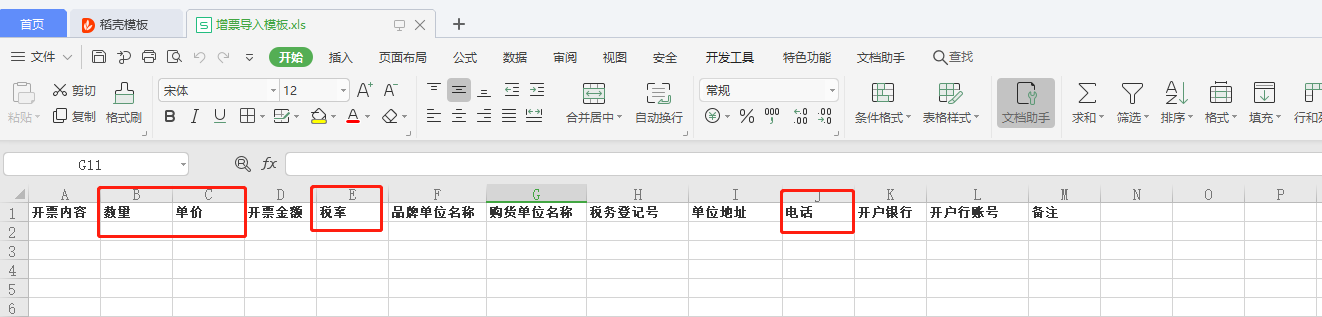 首页 稻壳模板 S 增票导入模板.xls
文件 开始 插入 页面布局 公式 数据 审阅 视图 安全 开发工具 特色功能 文档助手 查找
粘贴 剪切 复制 格式刷 宋体 12 A+ A- B I U A 合并居中 自动换行 常规 ¥ % 000 .0 .00 条件格式 表格样式 文档助手 求和 筛选 排序 格式 填充
G11 fx
A B C D E F G H I J K L M N O P
1 开票内容 数量 单价 开票金额 税率 品牌单位名称 购货单位名称 税务登记号 单位地址 电话 开户银行 开户行账号 备注
2
3
4
5
6